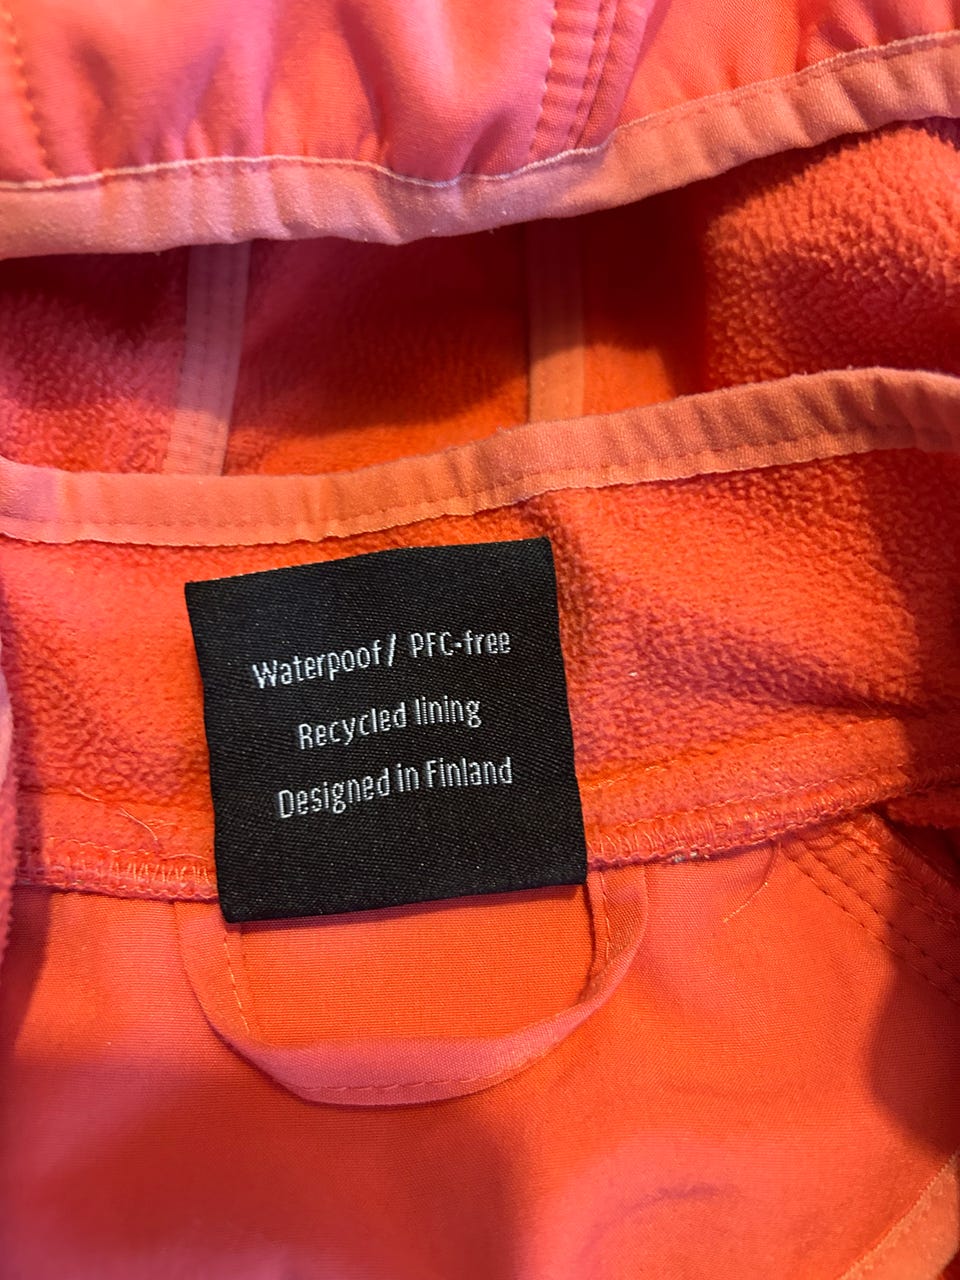 Waterpoof/ PFC-free
Recycled lining
Designed in Finland